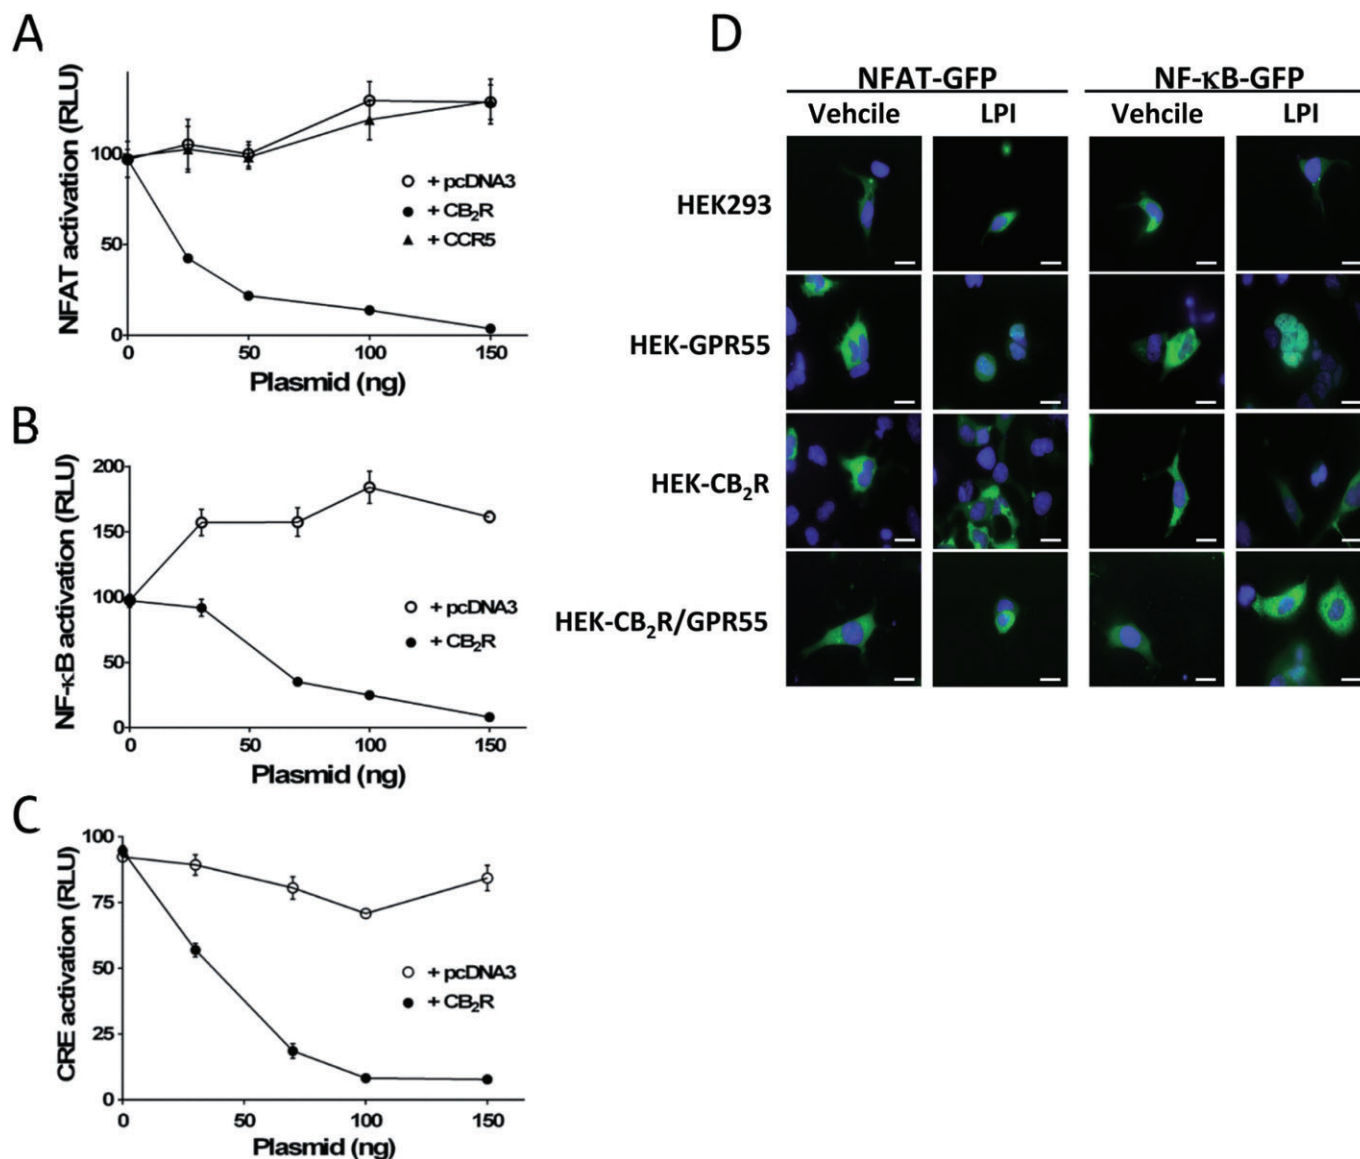 A
NFAT activation (RLU)
100
50
0
0 50 100 150
Plasmid (ng)
+ pcDNA3
+ CB₂R
+ CCR5
B
NF-κB activation (RLU)
200
150
100
50
0
0 50 100 150
Plasmid (ng)
+ pcDNA3
+ CB₂R
C
CRE activation (RLU)
100
75
50
25
0
0 50 100 150
Plasmid (ng)
+ pcDNA3
+ CB₂R
D
NFAT-GFP NF-κB-GFP
Vehcile LPI Vehcile LPI
HEK293
HEK-GPR55
HEK-CB₂R
HEK-CB₂R/GPR55